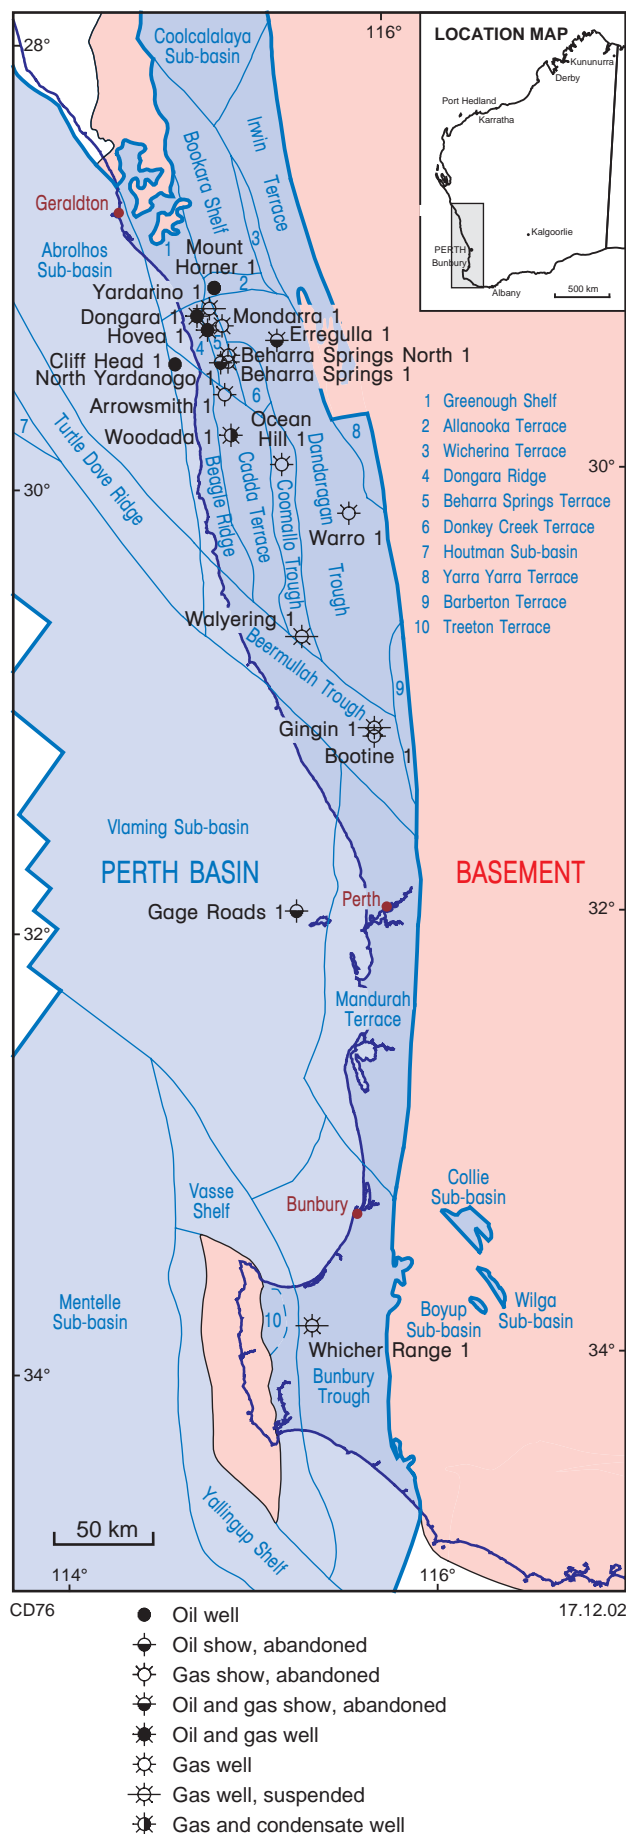 28°
116°
Coolcalalaya
Sub-basin
LOCATION MAP
Kununurra
Derby
Port Hedland
Karratha
Kalgoorlie
PERTH
Bunbury
Albany
500 km
Irwin
Terrace
Bookara Shelf
Geraldton
Abrolhos
Sub-basin
1
3
Mount
Horner 1
2
Yardarino 1
Dongara 1
Mondarra 1
Hovea 1
4
5
Erregulla 1
Cliff Head 1
Beharra Springs North 1
North Yardanogo 1
Beharra Springs 1
Arrowsmith 1
6
Woodada 1
Ocean
Hill 1
7
Turtle Dove Ridge
8
Dandaragan
Trough
1 Greenough Shelf
2 Allanooka Terrace
3 Wicherina Terrace
4 Dongara Ridge
5 Beharra Springs Terrace
6 Donkey Creek Terrace
7 Houtman Sub-basin
8 Yarra Yarra Terrace
9 Barberton Terrace
10 Treeton Terrace
30°
30°
Beagle Ridge
Cadda Terrace
Coomallo Trough
Warro 1
Walyering 1
Beermullah Trough
9
Gingin 1
Bootine 1
Vlaming Sub-basin
PERTH BASIN
BASEMENT
Perth
Gage Roads 1
32°
32°
Mandurah
Terrace
Collie
Sub-basin
Vasse
Shelf
Bunbury
Mentelle
Sub-basin
10
Boyup
Sub-basin
Wilga
Sub-basin
Whicher Range 1
34°
34°
Bunbury
Trough
Yallingup Shelf
50 km
114°
116°
CD76
17.12.02
Oil well
Oil show, abandoned
Gas show, abandoned
Oil and gas show, abandoned
Oil and gas well
Gas well
Gas well, suspended
Gas and condensate well